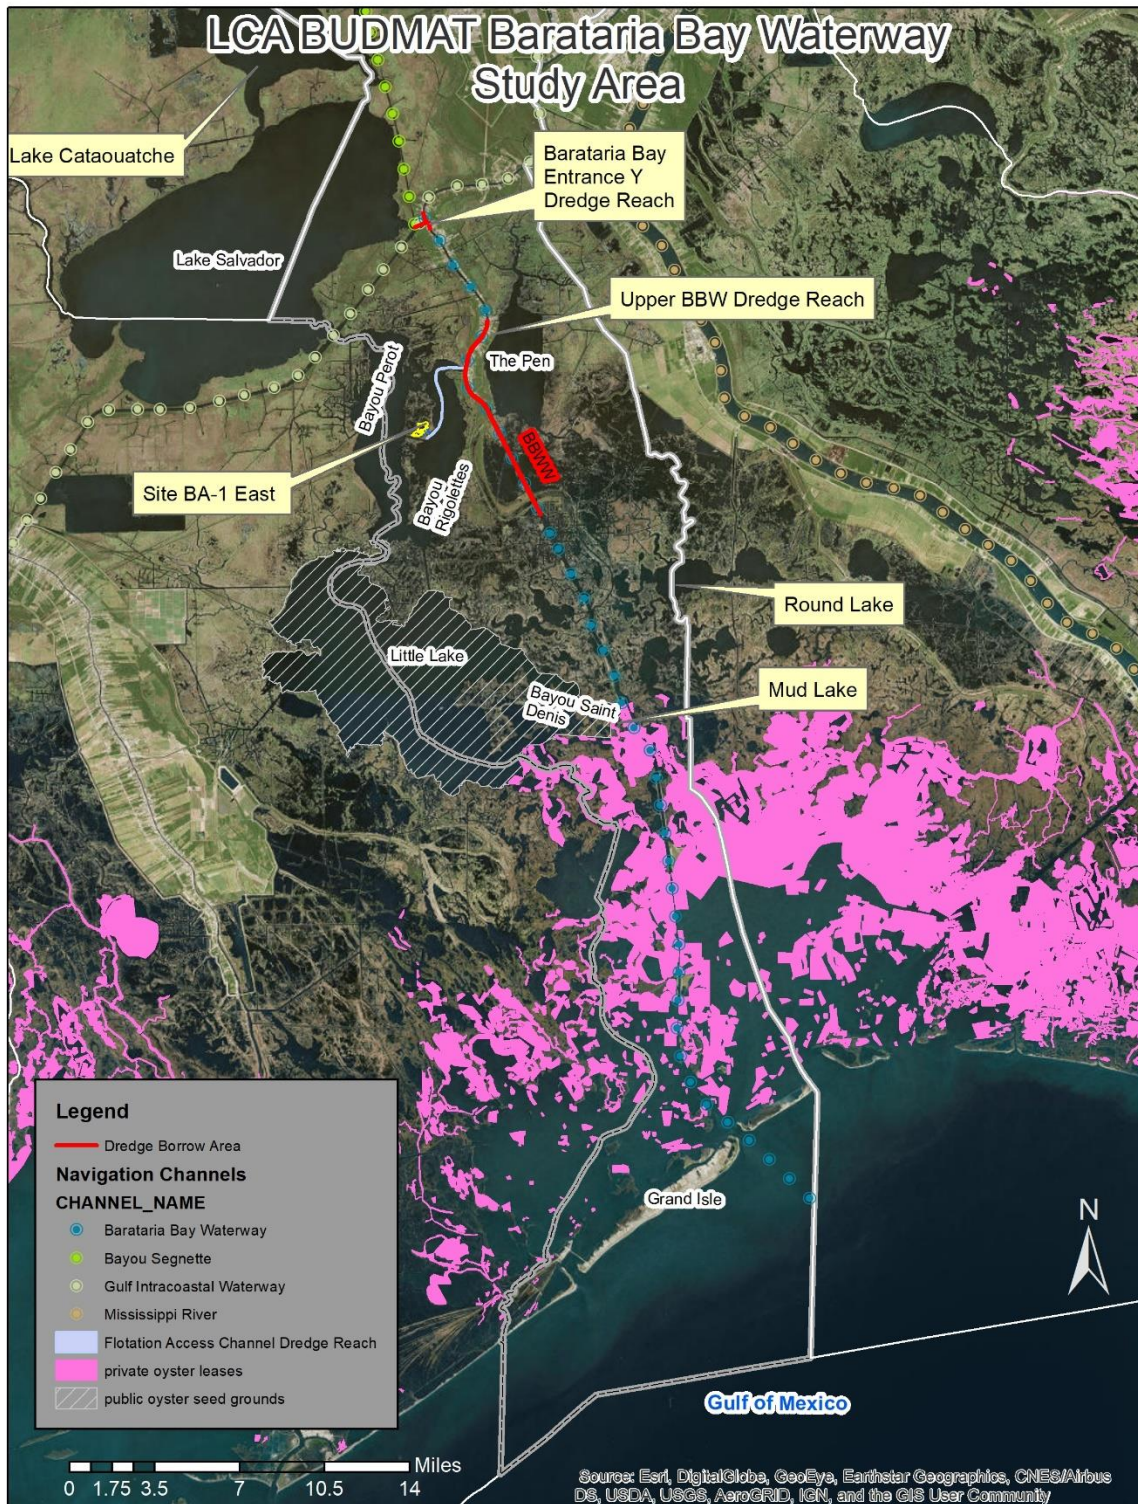 LCA BUDMAT Barataria Bay Waterway
Study Area
Lake Cataouatche
Barataria Bay
Entrance Y
Dredge Reach
Lake Salvador
Upper BBW Dredge Reach
The Pen
Bayou Perot
BBWW
Site BA-1 East
Bayou
Rigolettes
Round Lake
Little Lake
Mud Lake
Bayou Saint
Denis
Legend
Dredge Borrow Area
Navigation Channels
CHANNEL_NAME
Barataria Bay Waterway
Bayou Segnette
Gulf Intracoastal Waterway
Mississippi River
Flotation Access Channel Dredge Reach
private oyster leases
public oyster seed grounds
Grand Isle
N
Gulf of Mexico
Miles
0 1.75 3.5 7 10.5 14
Source: Esri, DigitalGlobe, GeoEye, Earthstar Geographics, CNES/Airbus
DS, USDA, USGS, AeroGRID, IGN, and the GIS User Community